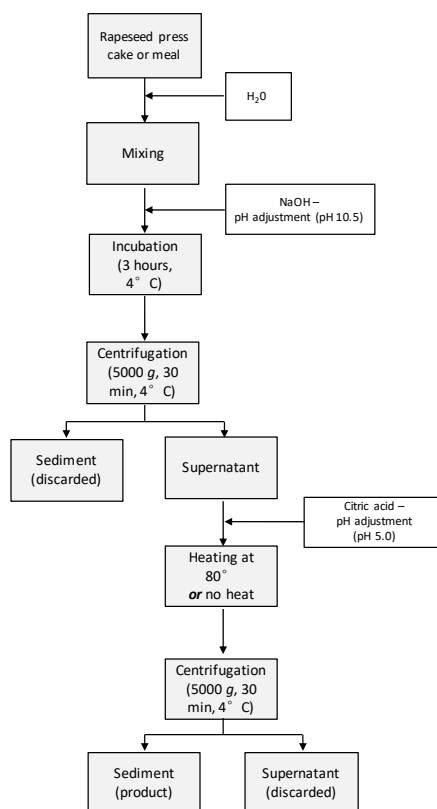 Rapeseed press
cake or meal
H₂0
Mixing
NaOH –
pH adjustment (pH 10.5)
Incubation
(3 hours,
4° C)
Centrifugation
(5000 g, 30
min, 4° C)
Sediment
(discarded)
Supernatant
Citric acid –
pH adjustment
(pH 5.0)
Heating at
80°
or no heat
Centrifugation
(5000 g, 30
min, 4° C)
Sediment
(product)
Supernatant
(discarded)